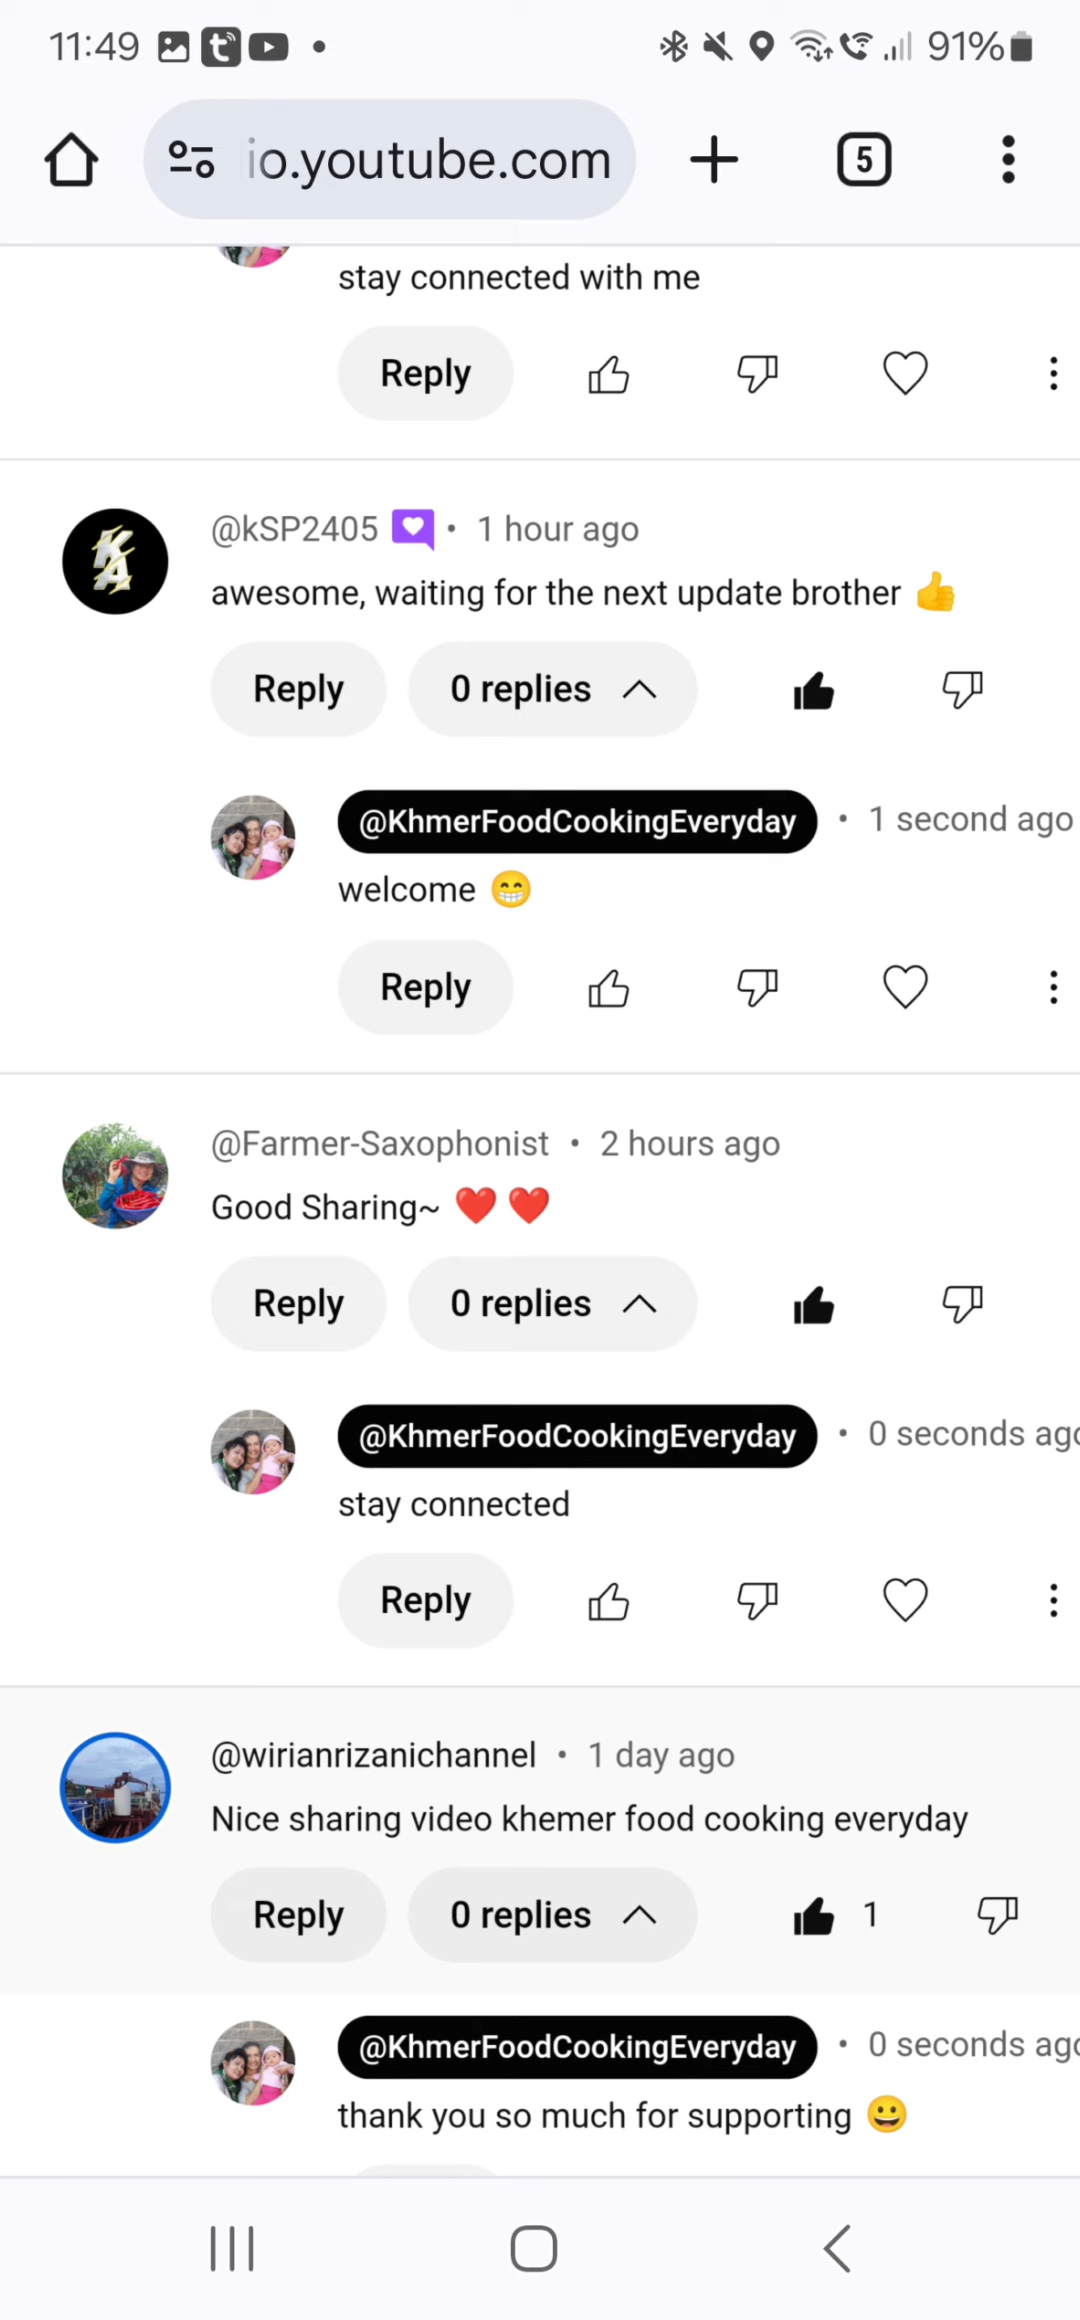 11:49
91%
io.youtube.com
5
stay connected with me
Reply
@kSP2405 • 1 hour ago
awesome, waiting for the next update brother 👍
Reply 0 replies
@KhmerFoodCookingEveryday • 1 second ago
welcome 😁
Reply
@Farmer-Saxophonist • 2 hours ago
Good Sharing~ ❤️ ❤️
Reply 0 replies
@KhmerFoodCookingEveryday • 0 seconds ago
stay connected
Reply
@wirianrizanichannel • 1 day ago
Nice sharing video khemer food cooking everyday
Reply 0 replies 1
@KhmerFoodCookingEveryday • 0 seconds ago
thank you so much for supporting 😀